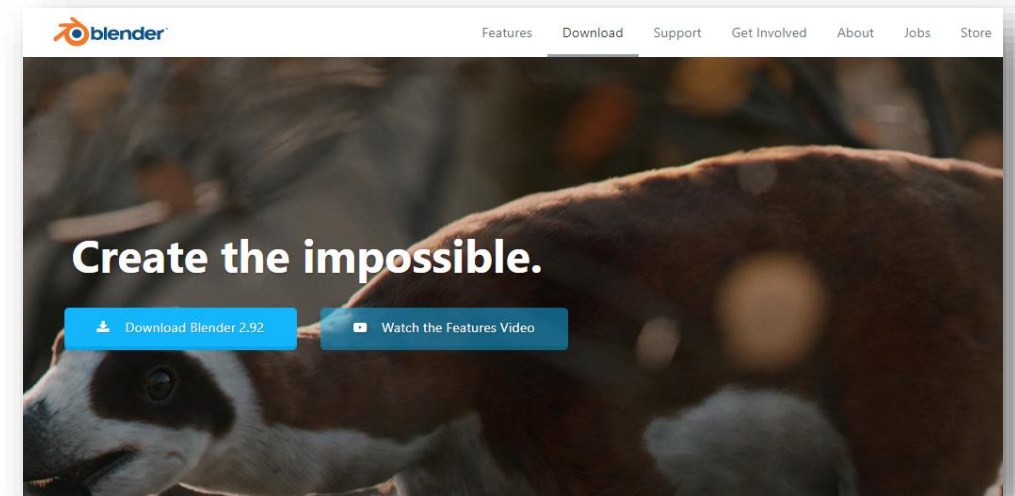 blender
Features Download Support Get Involved About Jobs Store
Create the impossible.
Download Blender 2.92 Watch the Features Video